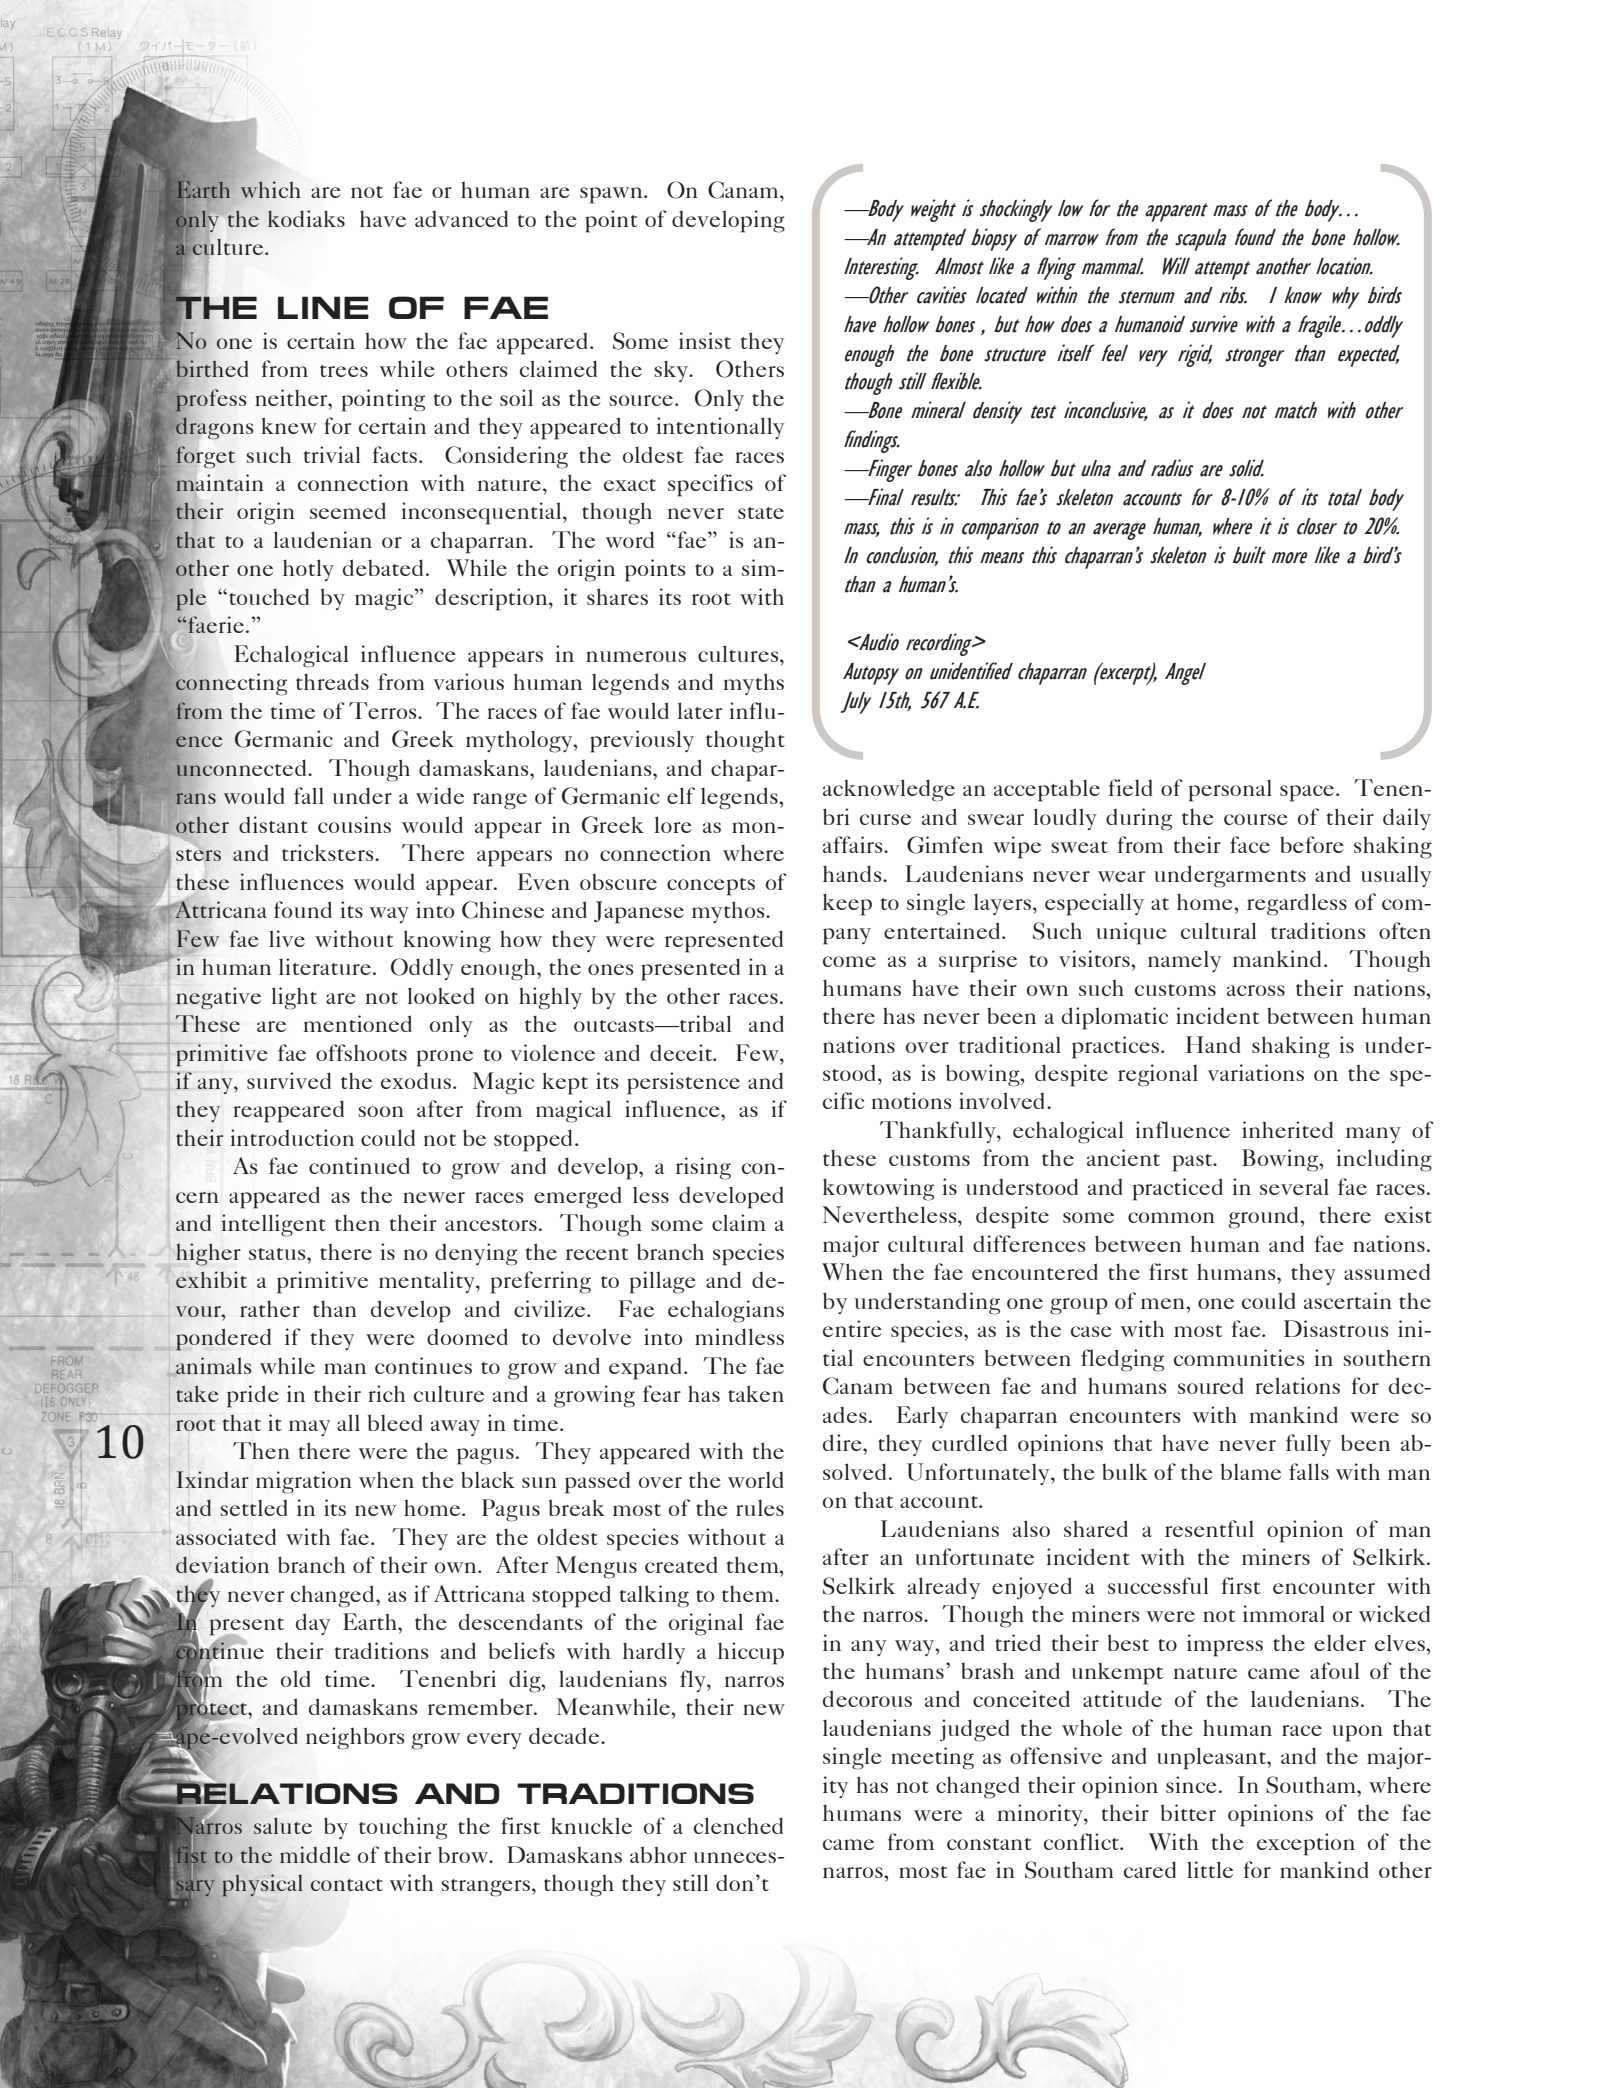 lay
ECCS Relay
(1M)
ワイパーモーター (前)
Earth which are not fae or human are spawn.  On Canam,
only the kodiaks  have advanced to the point of developing
a culture.
THE LINE OF FAE
No one is certain how the fae appeared.  Some insist they
birthed from trees while others claimed the sky.  Others
profess neither, pointing to the soil as the source.  Only the
dragons knew for certain and they appeared to intentionally
forget such trivial facts.  Considering the oldest fae races
maintain a connection with nature, the exact specifics of
their origin seemed inconsequential, though never state
that to a laudenian or a chaparran.  The word “fae” is an-
other one hotly debated.  While the origin points to a sim-
ple “touched by magic” description, it shares its root with
“faerie.”
Echalogical influence appears in numerous cultures,
connecting threads from various human legends and myths
from the time of Terros.  The races of fae would later influ-
ence Germanic and Greek mythology, previously thought
unconnected.  Though damaskans, laudenians, and chapar-
rans would fall under a wide range of Germanic elf legends,
other distant cousins would appear in Greek lore as mon-
sters and tricksters.  There appears no connection where
these influences would appear.  Even obscure concepts of
Attricana found its way into Chinese and Japanese mythos.
Few fae live without knowing how they were represented
in human literature.  Oddly enough, the ones presented in a
negative light are not looked on highly by the other races.
These are mentioned only as the outcasts—tribal and
primitive fae offshoots prone to violence and deceit.  Few,
if any, survived the exodus.  Magic kept its persistence and
they reappeared soon after from magical influence, as if
their introduction could not be stopped.
As fae continued to grow and develop, a rising con-
cern appeared as the newer races emerged less developed
and intelligent then their ancestors.  Though some claim a
higher status, there is no denying the recent branch species
exhibit a primitive mentality, preferring to pillage and de-
vour, rather than develop and civilize.  Fae echalogians
pondered if they were doomed to devolve into mindless
animals while man continues to grow and expand.  The fae
take pride in their rich culture and a growing fear has taken
root that it may all bleed away in time.
Then there were the pagus.  They appeared with the
Ixindar migration when the black sun passed over the world
and settled in its new home.  Pagus break most of the rules
associated with fae.  They are the oldest species without a
deviation branch of their own.  After Mengus created them,
they never changed, as if Attricana stopped talking to them.
In present day Earth, the descendants of the original fae
continue their traditions and beliefs with hardly a hiccup
from the old time.  Tenenbri dig, laudenians fly, narros
protect, and damaskans remember.  Meanwhile, their new
ape-evolved neighbors grow every decade.
RELATIONS AND TRADITIONS
Narros salute by touching the first knuckle of a clenched
fist to the middle of their brow.  Damaskans abhor unneces-
sary physical contact with strangers, though they still don’t
—Body weight is shockingly low for the apparent mass of the body…
—An attempted biopsy of marrow from the scapula found the bone hollow.
Interesting.  Almost like a flying mammal.  Will attempt another location.
—Other cavities located within the sternum and ribs.  I know why birds
have hollow bones , but how does a humanoid survive with a fragile…oddly
enough the bone structure itself feel very rigid, stronger than expected,
though still flexible.
—Bone mineral density test inconclusive, as it does not match with other
findings.
—Finger bones also hollow but ulna and radius are solid.
—Final results:  This fae’s skeleton accounts for 8-10% of its total body
mass, this is in comparison to an average human, where it is closer to 20%.
In conclusion, this means this chaparran’s skeleton is built more like a bird’s
than a human’s.
<Audio recording>
Autopsy on unidentified chaparran (excerpt), Angel
July 15th, 567 A.E.
acknowledge an acceptable field of personal space.  Tenen-
bri curse and swear loudly during the course of their daily
affairs.  Gimfen wipe sweat from their face before shaking
hands.  Laudenians never wear undergarments and usually
keep to single layers, especially at home, regardless of com-
pany entertained.  Such unique cultural traditions often
come as a surprise to visitors, namely mankind.  Though
humans have their own such customs across their nations,
there has never been a diplomatic incident between human
nations over traditional practices.  Hand shaking is under-
stood, as is bowing, despite regional variations on the spe-
cific motions involved.
Thankfully, echalogical influence inherited many of
these customs from the ancient past.  Bowing, including
kowtowing is understood and practiced in several fae races.
Nevertheless, despite some common ground, there exist
major cultural differences between human and fae nations.
When the fae encountered the first humans, they assumed
by understanding one group of men, one could ascertain the
entire species, as is the case with most fae.  Disastrous ini-
tial encounters between fledging communities in southern
Canam between fae and humans soured relations for dec-
ades.  Early chaparran encounters with mankind were so
dire, they curdled opinions that have never fully been ab-
solved.  Unfortunately, the bulk of the blame falls with man
on that account.
Laudenians also shared a resentful opinion of man
after an unfortunate incident with the miners of Selkirk.
Selkirk already enjoyed a successful first encounter with
the narros.  Though the miners were not immoral or wicked
in any way, and tried their best to impress the elder elves,
the humans’ brash and unkempt nature came afoul of the
decorous and conceited attitude of the laudenians.  The
laudenians judged the whole of the human race upon that
single meeting as offensive and unpleasant, and the major-
ity has not changed their opinion since.  In Southam, where
humans were a minority, their bitter opinions of the fae
came from constant conflict.  With the exception of the
narros, most fae in Southam cared little for mankind other
FROM
REAR
DEFOGGER
(I6 ONLY)
ZONE F30
10